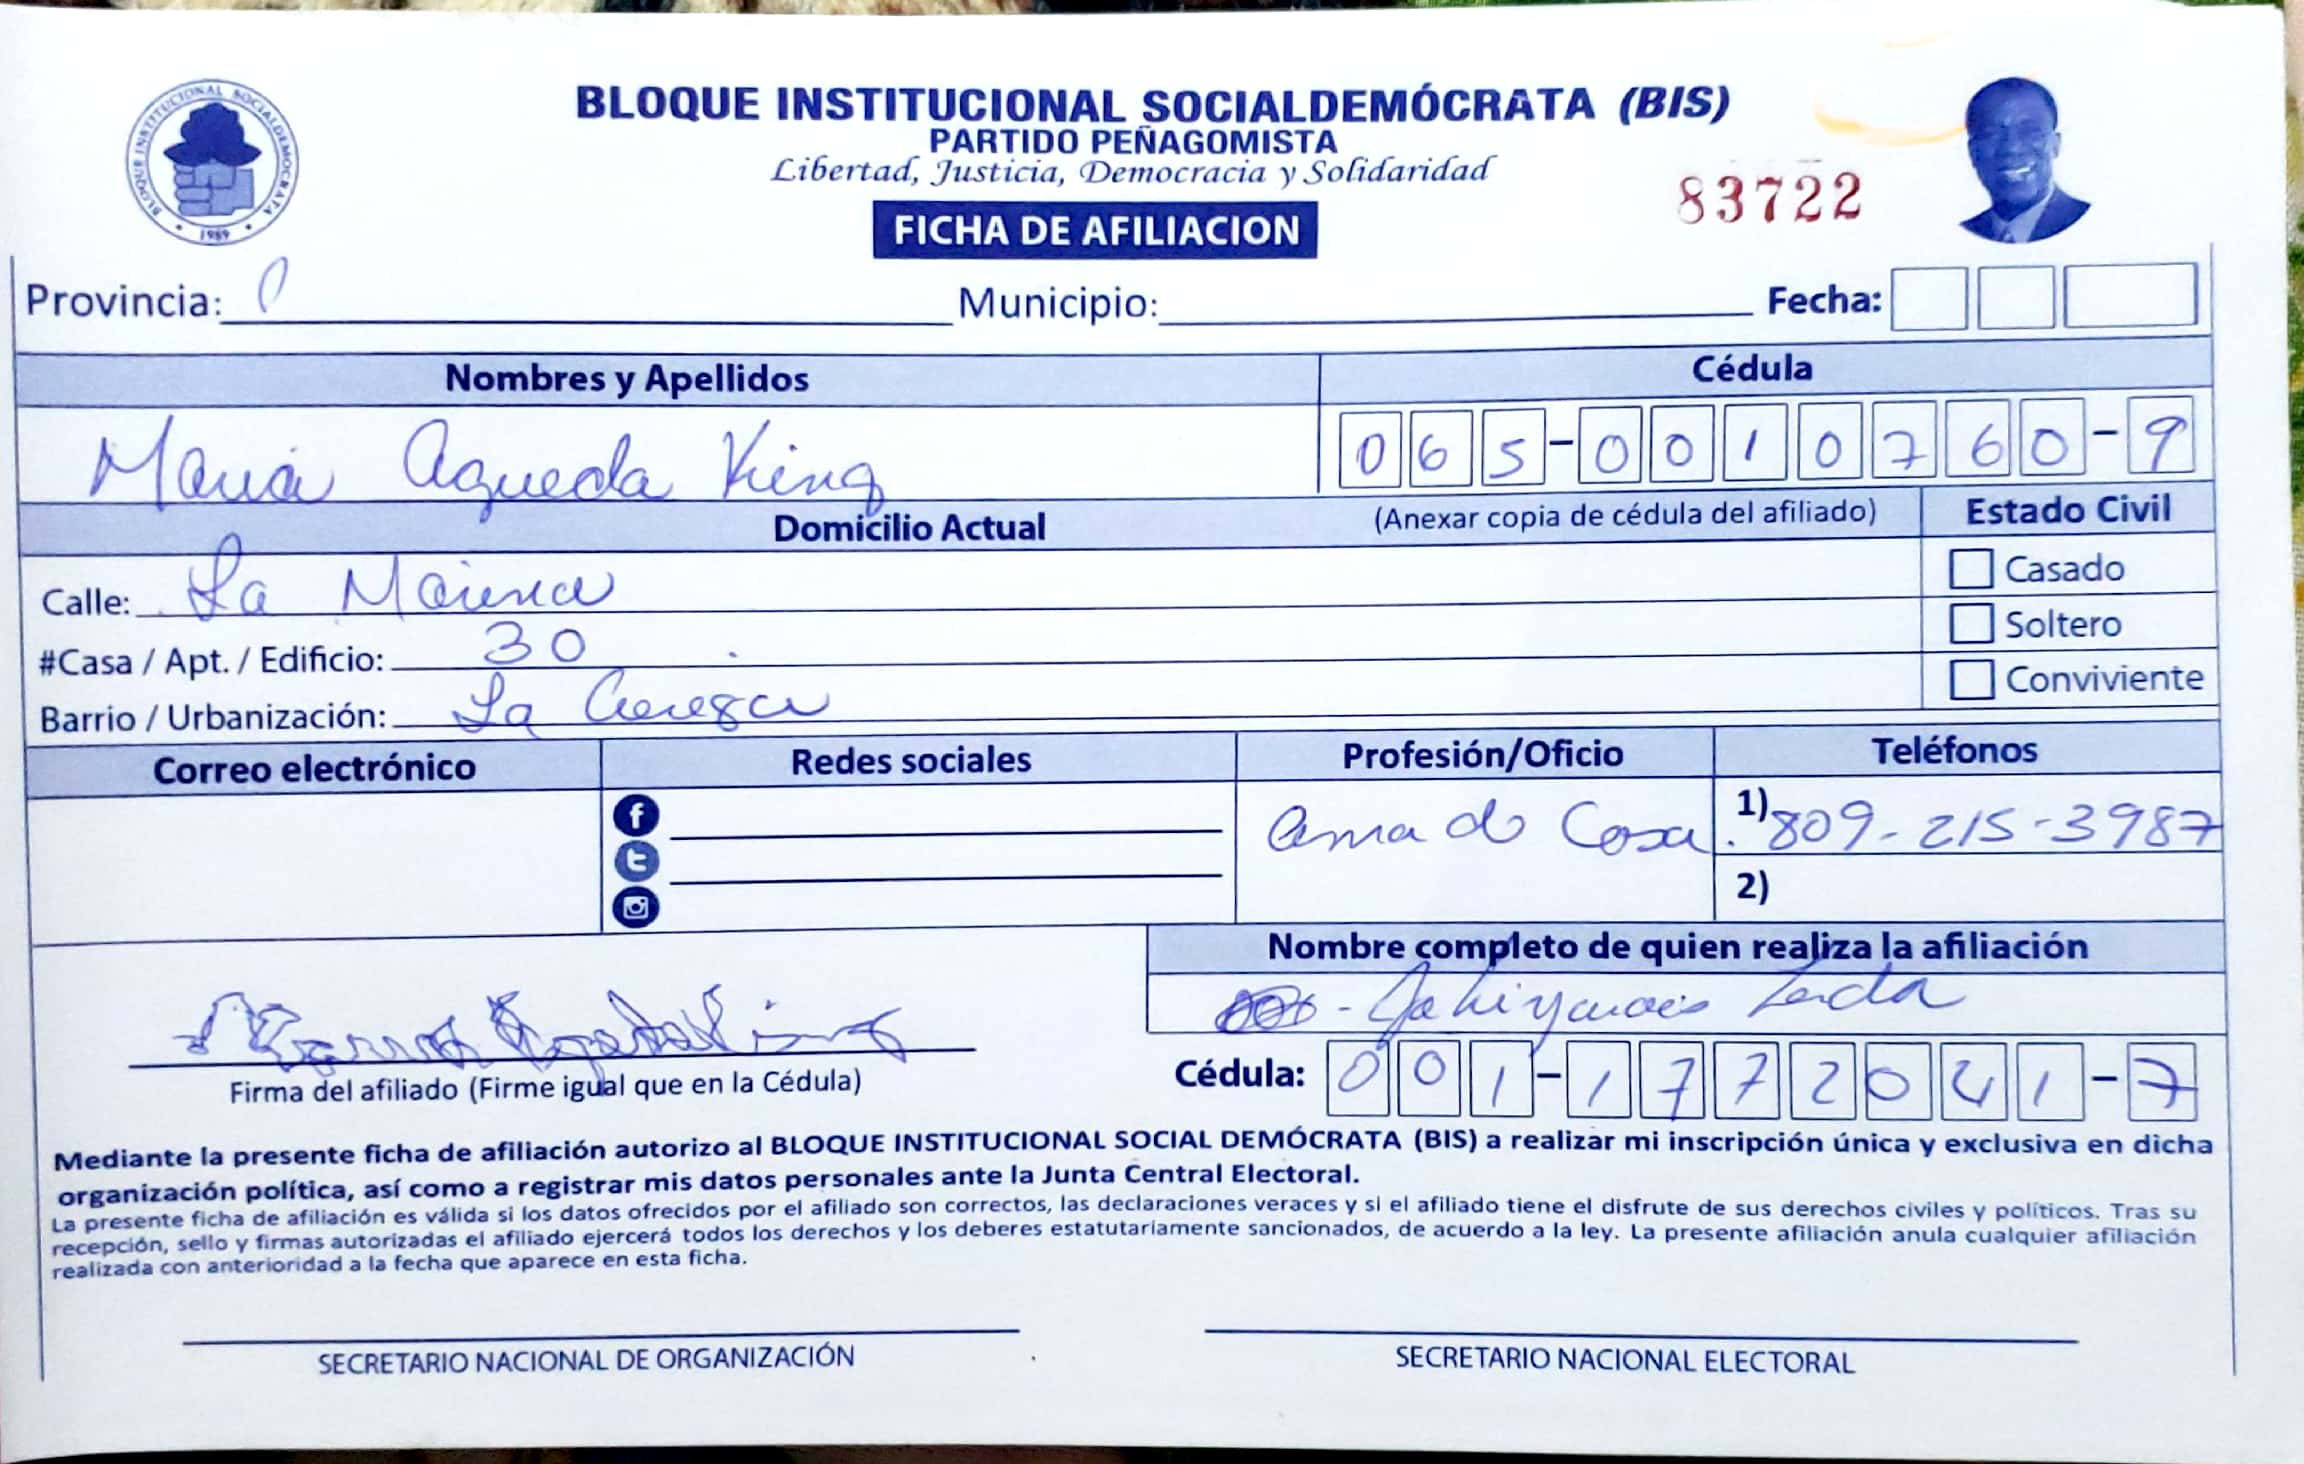 BLOQUE INSTITUCIONAL SOCIALDEMÓCRATA (BIS)
PARTIDO PEÑAGOMISTA
Libertad, Justicia, Democracia y Solidaridad
83722
FICHA DE AFILIACION
BLOQUE INSTITUCIONAL SOCIALDEMOCRATA
1989
Provincia: Municipio: Fecha:
Nombres y Apellidos Cédula
Maria Agueda King 065-0010760-9
Domicilio Actual (Anexar copia de cédula del afiliado) Estado Civil
Calle: La Casado
#Casa / Apt. / Edificio: 30 Soltero
Barrio / Urbanización: La Conviviente
Correo electrónico Redes sociales Profesión/Oficio Teléfonos
ama de Casa. 1) 809-215-3987
2)
Nombre completo de quien realiza la afiliación
Firma del afiliado (Firme igual que en la Cédula)
Cédula: 001-1772041-7
Mediante la presente ficha de afiliación autorizo al BLOQUE INSTITUCIONAL SOCIAL DEMÓCRATA (BIS) a realizar mi inscripción única y exclusiva en dicha
organización política, así como a registrar mis datos personales ante la Junta Central Electoral.
La presente ficha de afiliación es válida si los datos ofrecidos por el afiliado son correctos, las declaraciones veraces y si el afiliado tiene el disfrute de sus derechos civiles y políticos. Tras su
recepción, sello y firmas autorizadas el afiliado ejercerá todos los derechos y los deberes estatutariamente sancionados, de acuerdo a la ley. La presente afiliación anula cualquier afiliación
realizada con anterioridad a la fecha que aparece en esta ficha.
SECRETARIO NACIONAL DE ORGANIZACIÓN SECRETARIO NACIONAL ELECTORAL